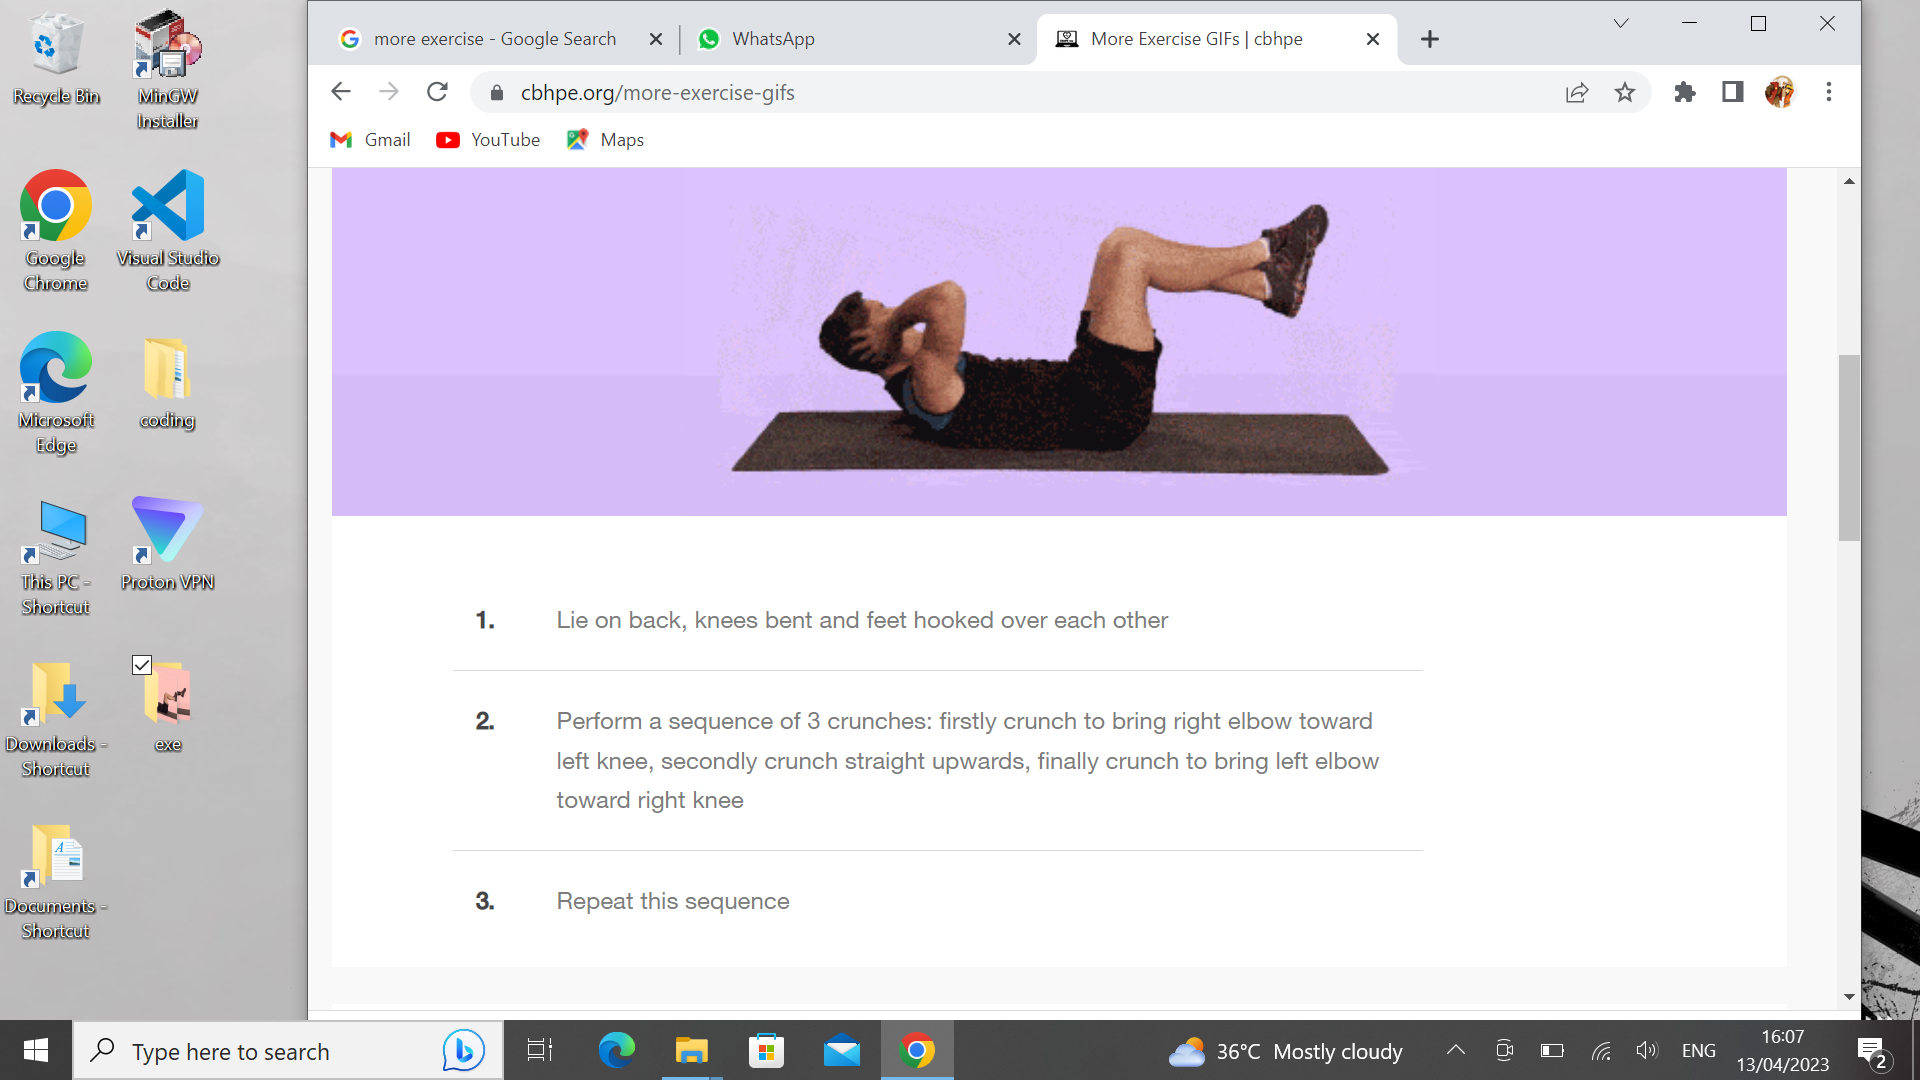 Recycle Bin
MinGW
Installer
Google
Chrome
Visual Studio
Code
Microsoft
Edge
coding
This PC -
Shortcut
Proton VPN
Downloads -
Shortcut
exe
Documents -
Shortcut
more exercise - Google Search
WhatsApp
More Exercise GIFs | cbhpe
cbhpe.org/more-exercise-gifs
Gmail
YouTube
Maps
1. Lie on back, knees bent and feet hooked over each other
2. Perform a sequence of 3 crunches: firstly crunch to bring right elbow toward
left knee, secondly crunch straight upwards, finally crunch to bring left elbow
toward right knee
3. Repeat this sequence
Type here to search
36°C Mostly cloudy
ENG
16:07
13/04/2023
2